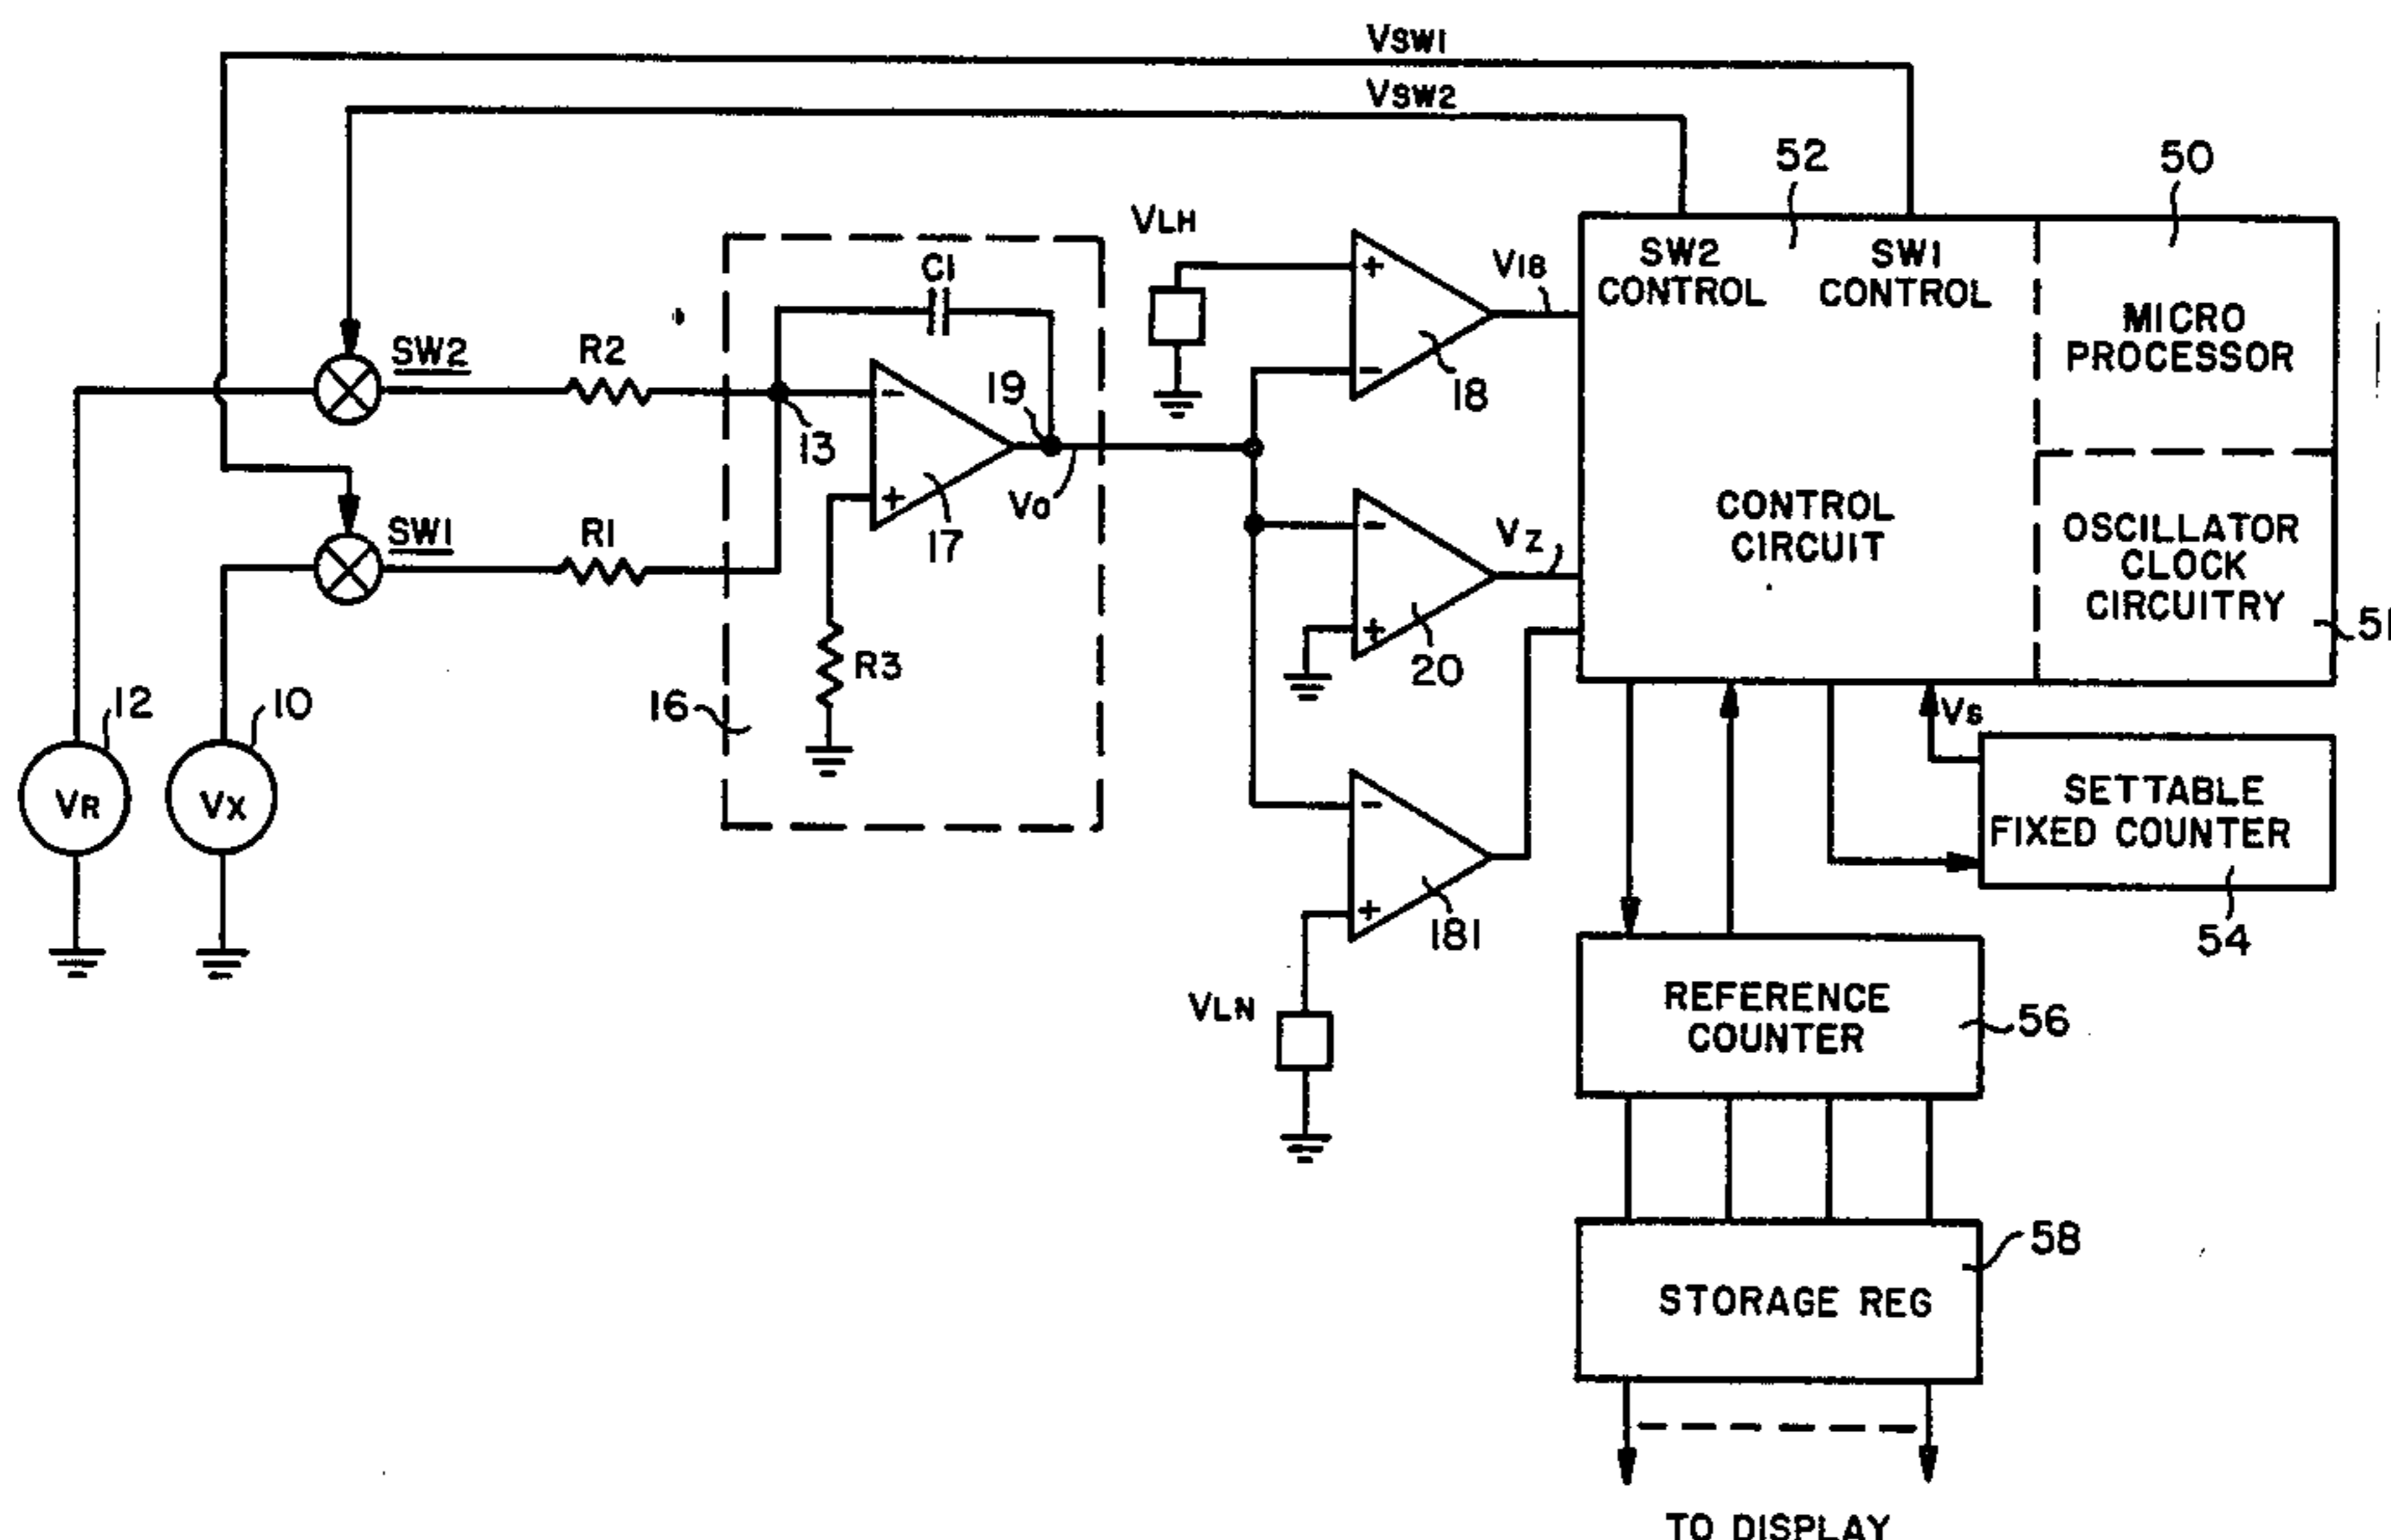 VSW1
VSW2
52
50
VLH
SW2 CONTROL
SW1 CONTROL
V18
C1
MICRO PROCESSOR
SW2
R2
18
19
13
CONTROL CIRCUIT
V0
VZ
SW1
R1
17
OSCILLATOR CLOCK CIRCUITRY
51
20
R3
16
12
10
VS
VR
VX
SETTABLE FIXED COUNTER
181
54
VLN
REFERENCE COUNTER
56
58
STORAGE REG
TO DISPLAY